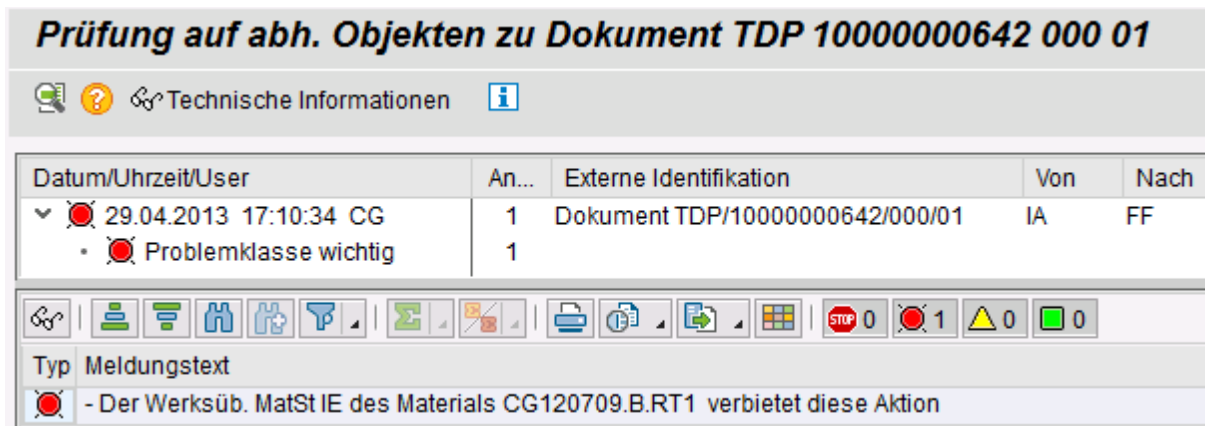 Prüfung auf abh. Objekten zu Dokument TDP 10000000642 000 01
Technische Informationen
Datum/Uhrzeit/User An... Externe Identifikation Von Nach
29.04.2013 17:10:34 CG 1 Dokument TDP/10000000642/000/01 IA FF
Problemklasse wichtig 1
STOP 0 1 0 0
Typ Meldungstext
- Der Werksüb. MatSt IE des Materials CG120709.B.RT1 verbietet diese Aktion